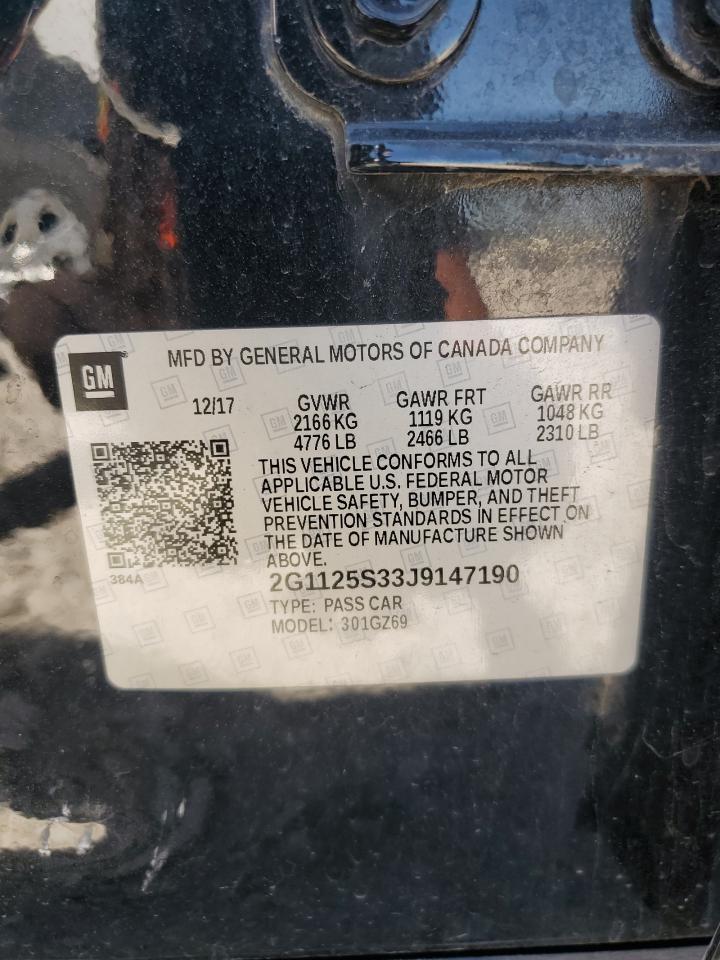 GM
MFD BY GENERAL MOTORS OF CANADA COMPANY
12/17
GVWR
2166 KG
4776 LB
GAWR FRT
1119 KG
2466 LB
GAWR RR
1048 KG
2310 LB
THIS VEHICLE CONFORMS TO ALL
APPLICABLE U.S. FEDERAL MOTOR
VEHICLE SAFETY, BUMPER, AND THEFT
PREVENTION STANDARDS IN EFFECT ON
THE DATE OF MANUFACTURE SHOWN
ABOVE.
384A
2G1125S33J9147190
TYPE: PASS CAR
MODEL: 301GZ69